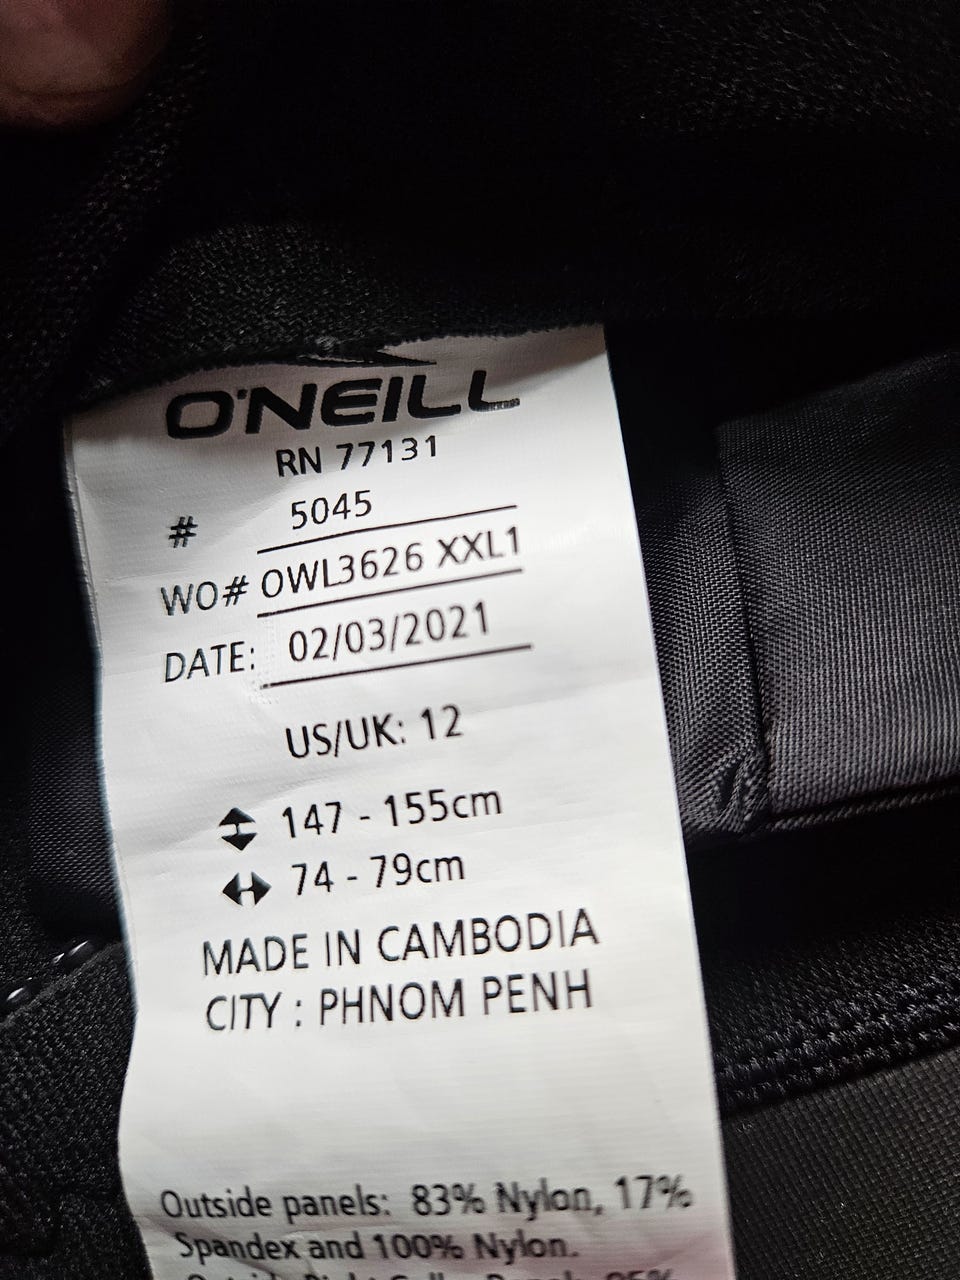 O'NEILL
RN 77131
# 5045
WO# OWL3626 XXL1
DATE: 02/03/2021
US/UK: 12
147 - 155cm
74 - 79cm
MADE IN CAMBODIA
CITY : PHNOM PENH
Outside panels: 83% Nylon, 17%
Spandex and 100% Nylon.